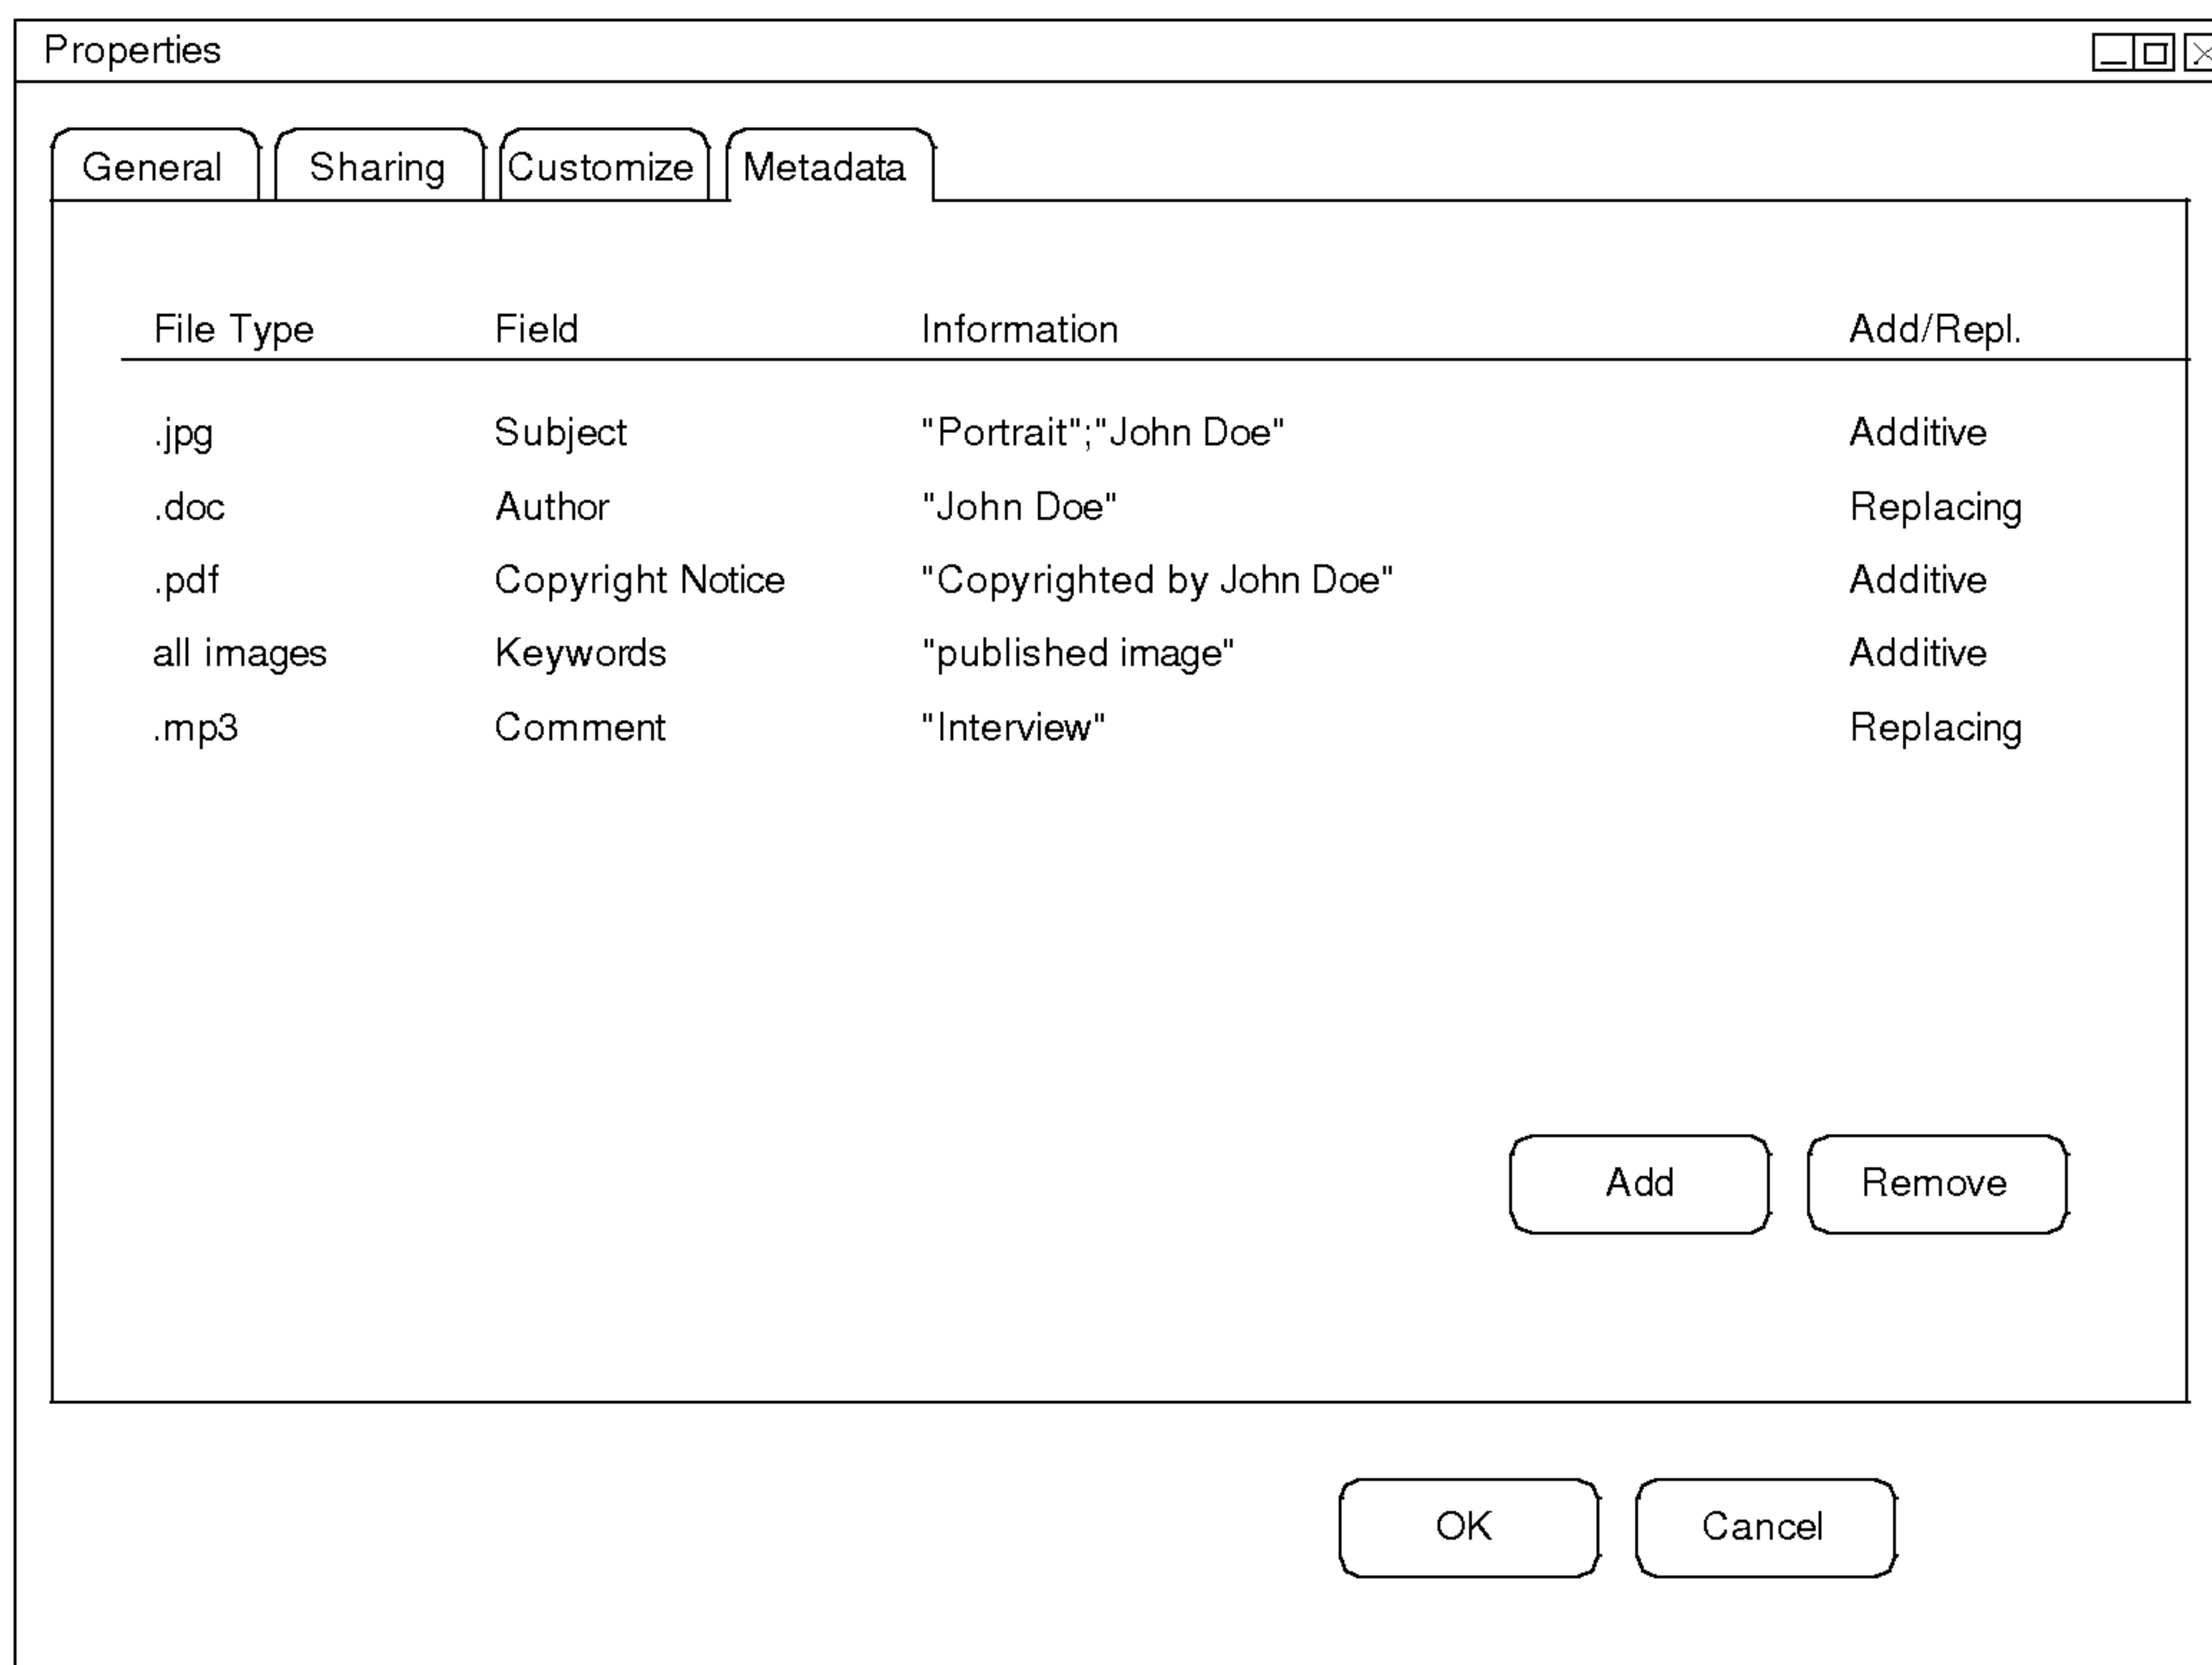 Properties
General Sharing Customize Metadata
File Type Field Information Add/Repl.
.jpg Subject "Portrait";"John Doe" Additive
.doc Author "John Doe" Replacing
.pdf Copyright Notice "Copyrighted by John Doe" Additive
all images Keywords "published image" Additive
.mp3 Comment "Interview" Replacing
Add Remove
OK Cancel